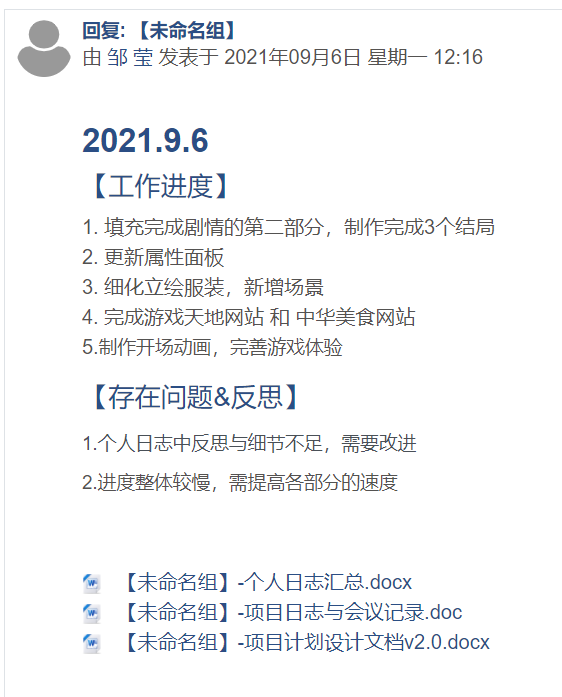 回复:【未命名组】
由 邹 莹 发表于 2021年09月6日 星期一 12:16
2021.9.6
【工作进度】
1. 填充完成剧情的第二部分，制作完成3个结局
2. 更新属性面板
3. 细化立绘服装，新增场景
4. 完成游戏天地网站 和 中华美食网站
5.制作开场动画，完善游戏体验
【存在问题&反思】
1.个人日志中反思与细节不足，需要改进
2.进度整体较慢，需提高各部分的速度
【未命名组】-个人日志汇总.docx
【未命名组】-项目日志与会议记录.doc
【未命名组】-项目计划设计文档v2.0.docx